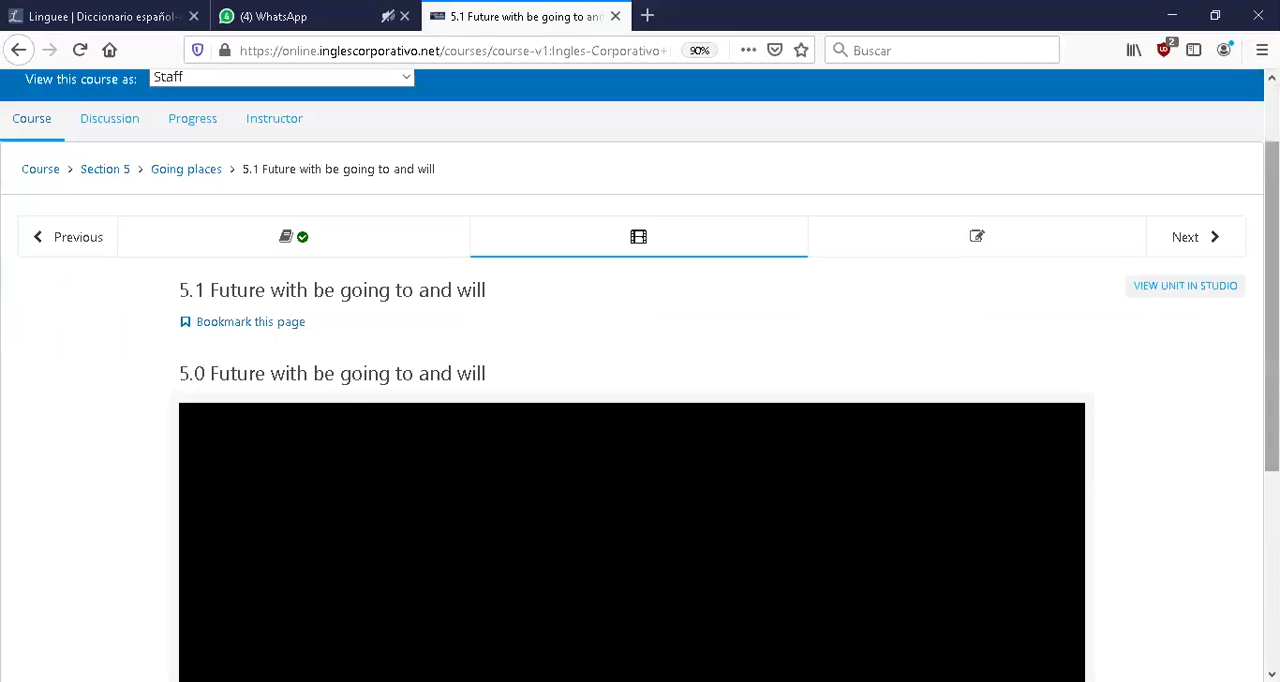 Linguee | Diccionario español-
(4) WhatsApp
5.1 Future with be going to and
https://online.inglescorporativo.net/courses/course-v1:Ingles-Corporativo+
90%
Buscar
2
View this course as:
Staff
Course
Discussion
Progress
Instructor
Course > Section 5 > Going places > 5.1 Future with be going to and will
Previous
Next
5.1 Future with be going to and will
VIEW UNIT IN STUDIO
Bookmark this page
5.0 Future with be going to and will